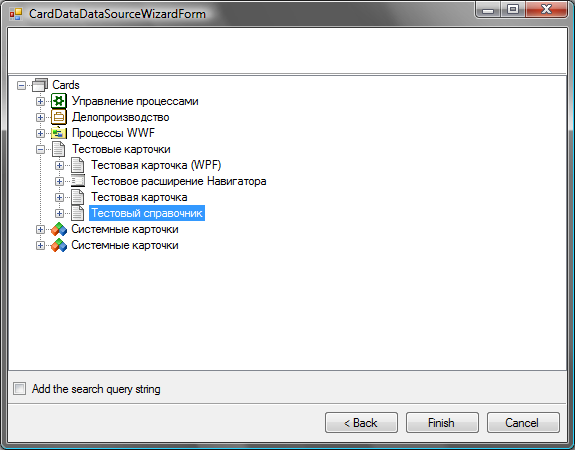 CardDataDataSourceWizardForm
Cards
Управление процессами
Делопроизводство
Процессы WWF
Тестовые карточки
Тестовая карточка (WPF)
Тестовое расширение Навигатора
Тестовая карточка
Тестовый справочник
Системные карточки
Системные карточки
Add the search query string
< Back Finish Cancel